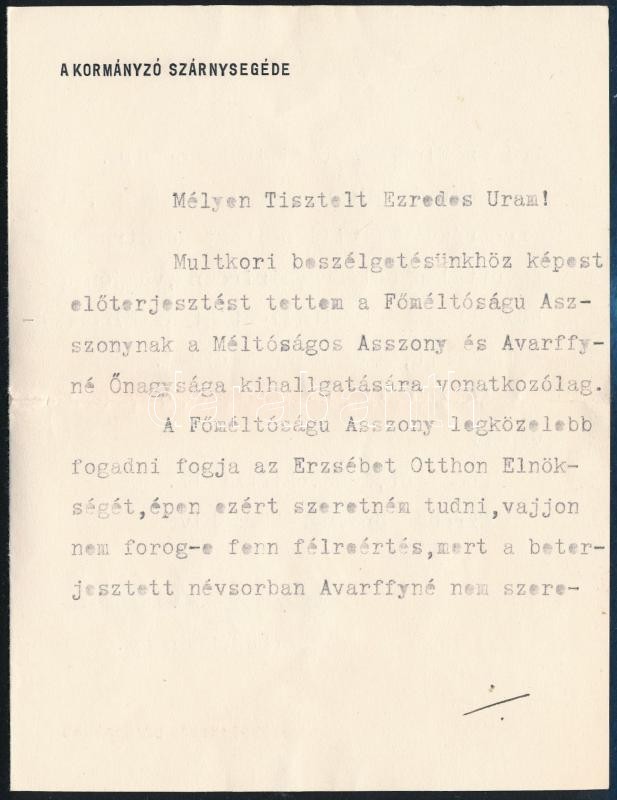 A KORMÁNYZÓ SZÁRNYSEGÉDE
Mélyen Tisztelt Ezredes Uram!
Multkori beszélgetésünkhöz képest
előterjesztést tettem a Főméltóságu Asz-
szonynak a Méltóságos Asszony és Avarffy-
né Őnagysága kihallgatására vonatkozólag.
A Főméltóságu Asszony legközelebb
fogadni fogja az Erzsébet Otthon Elnök-
ségét,épen ezért szeretném tudni,vajjon
nem forog-e fenn félreértés,mert a beter-
jesztett névsorban Avarffyné nem szere-